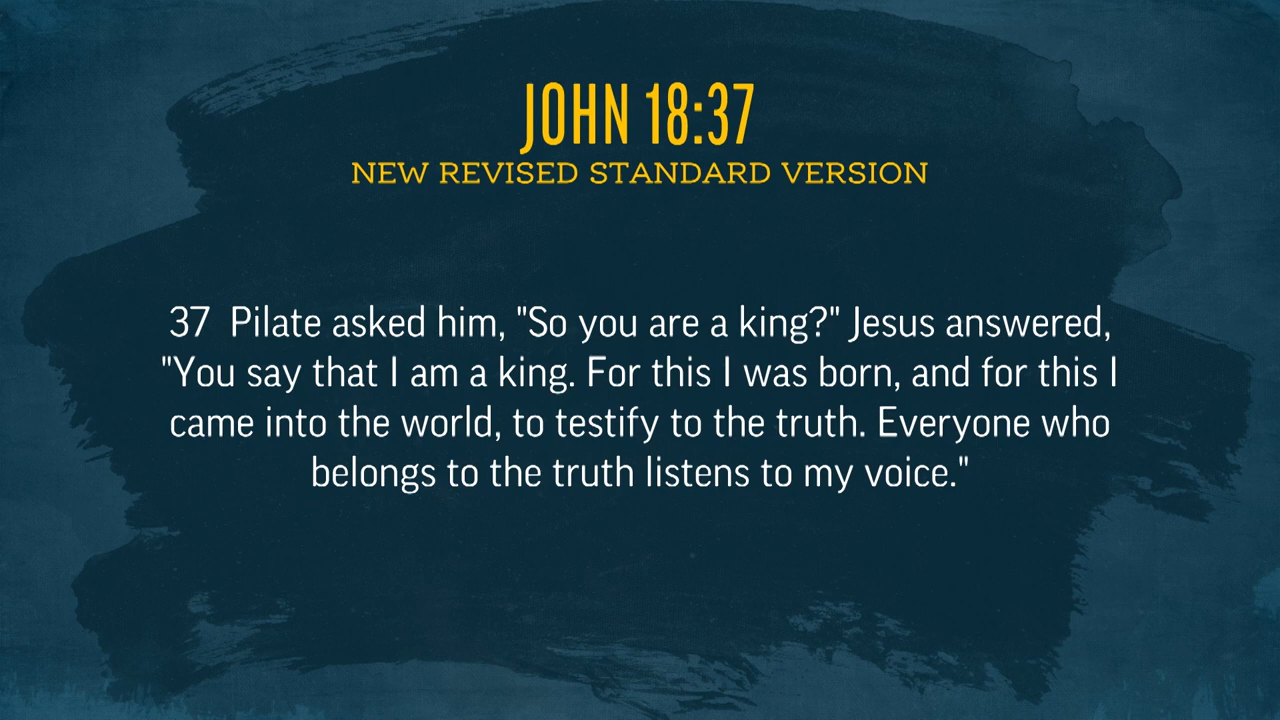 JOHN 18:37
NEW REVISED STANDARD VERSION
37 Pilate asked him, "So you are a king?" Jesus answered,
"You say that I am a king. For this I was born, and for this I
came into the world, to testify to the truth. Everyone who
belongs to the truth listens to my voice."